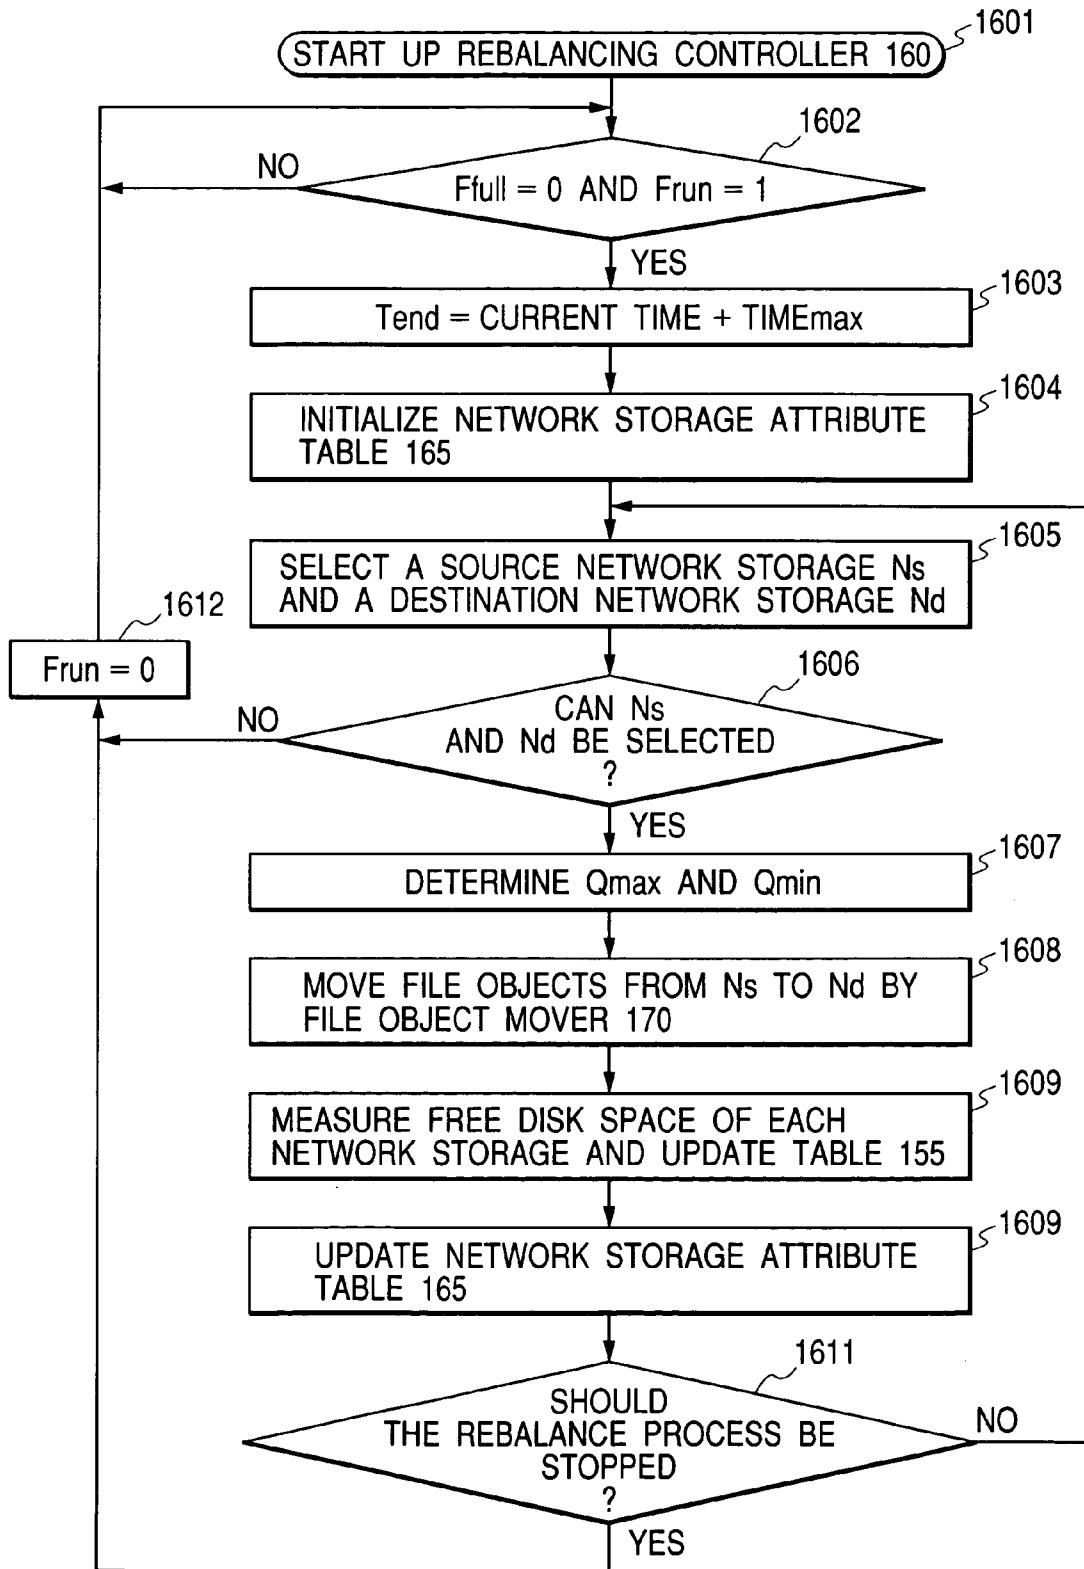 1601
START UP REBALANCING CONTROLLER 160
1602
NO
Ffull = 0 AND Frun = 1
YES
1603
Tend = CURRENT TIME + TIMEmax
1604
INITIALIZE NETWORK STORAGE ATTRIBUTE
TABLE 165
1605
SELECT A SOURCE NETWORK STORAGE Ns
AND A DESTINATION NETWORK STORAGE Nd
1612
Frun = 0
1606
NO
CAN Ns
AND Nd BE SELECTED
?
YES
1607
DETERMINE Qmax AND Qmin
1608
MOVE FILE OBJECTS FROM Ns TO Nd BY
FILE OBJECT MOVER 170
1609
MEASURE FREE DISK SPACE OF EACH
NETWORK STORAGE AND UPDATE TABLE 155
1609
UPDATE NETWORK STORAGE ATTRIBUTE
TABLE 165
1611
SHOULD
THE REBALANCE PROCESS BE
STOPPED
?
NO
YES